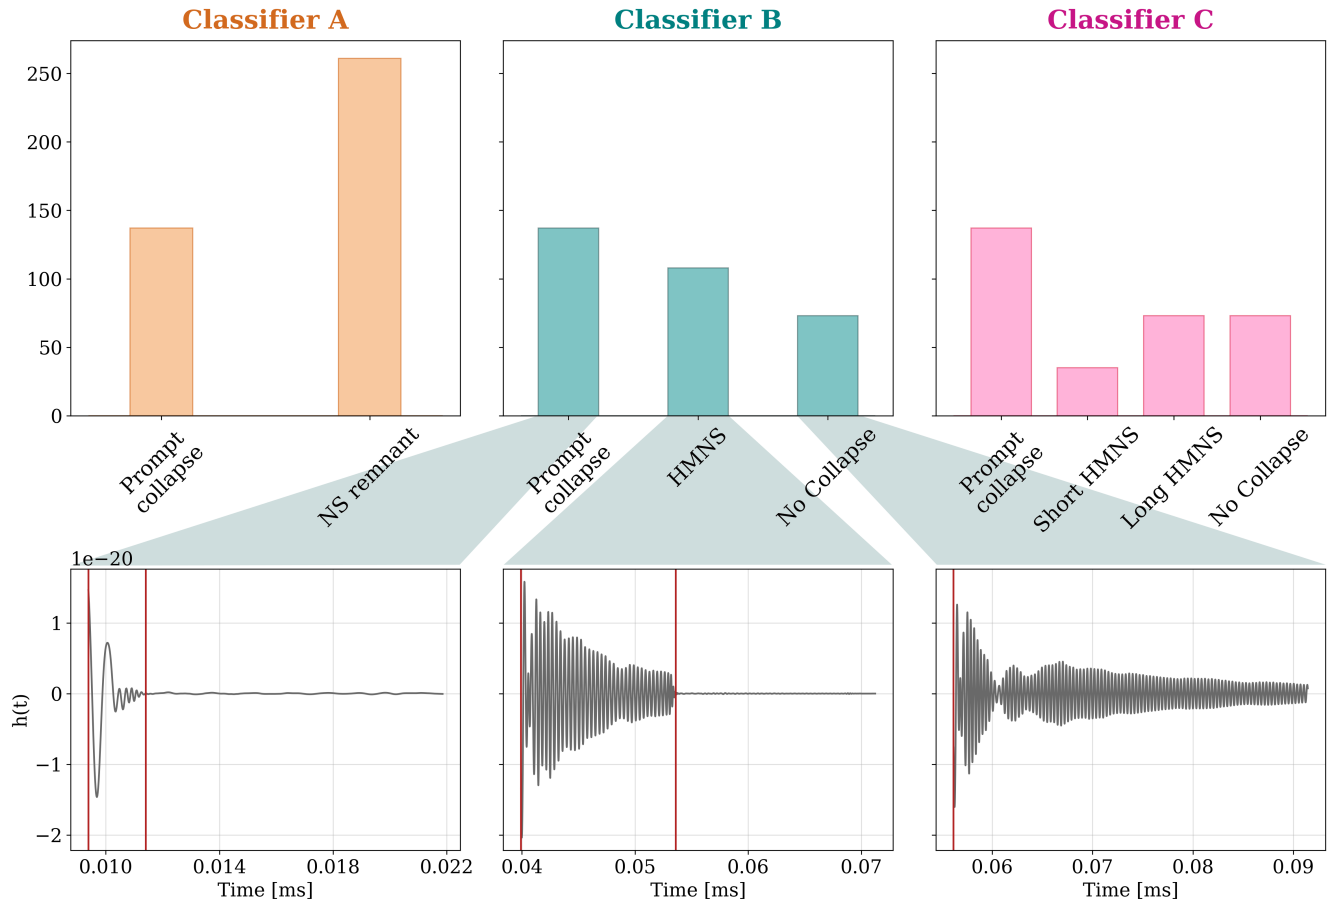 Classifier A
Classifier B
Classifier C
250
200
150
100
50
0
Prompt
collapse
NS remnant
Prompt
collapse
HMNS
No Collapse
Prompt
collapse
Short HMNS
Long HMNS
No Collapse
1e−20
h(t)
1
0
−1
−2
0.010 0.014 0.018 0.022
Time [ms]
0.04 0.05 0.06 0.07
Time [ms]
0.06 0.07 0.08 0.09
Time [ms]